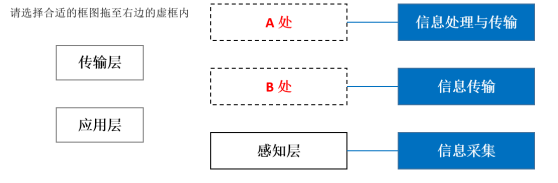 请选择合适的框图拖至右边的虚框内
传输层
应用层
A 处
信息处理与传输
B 处
信息传输
感知层
信息采集